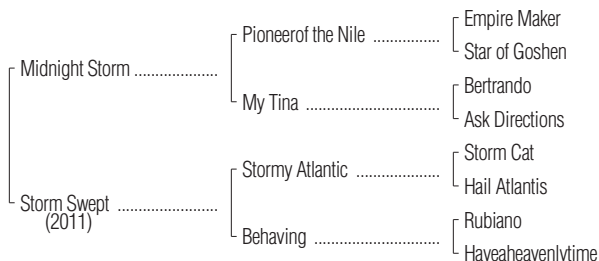 Empire Maker
Pioneerof the Nile ................
Star of Goshen
Midnight Storm ....................
Bertrando
My Tina ................................
Ask Directions
Storm Cat
Stormy Atlantic ....................
Hail Atlantis
Storm Swept ........................
(2011)
Rubiano
Behaving ..............................
Haveaheavenlytime